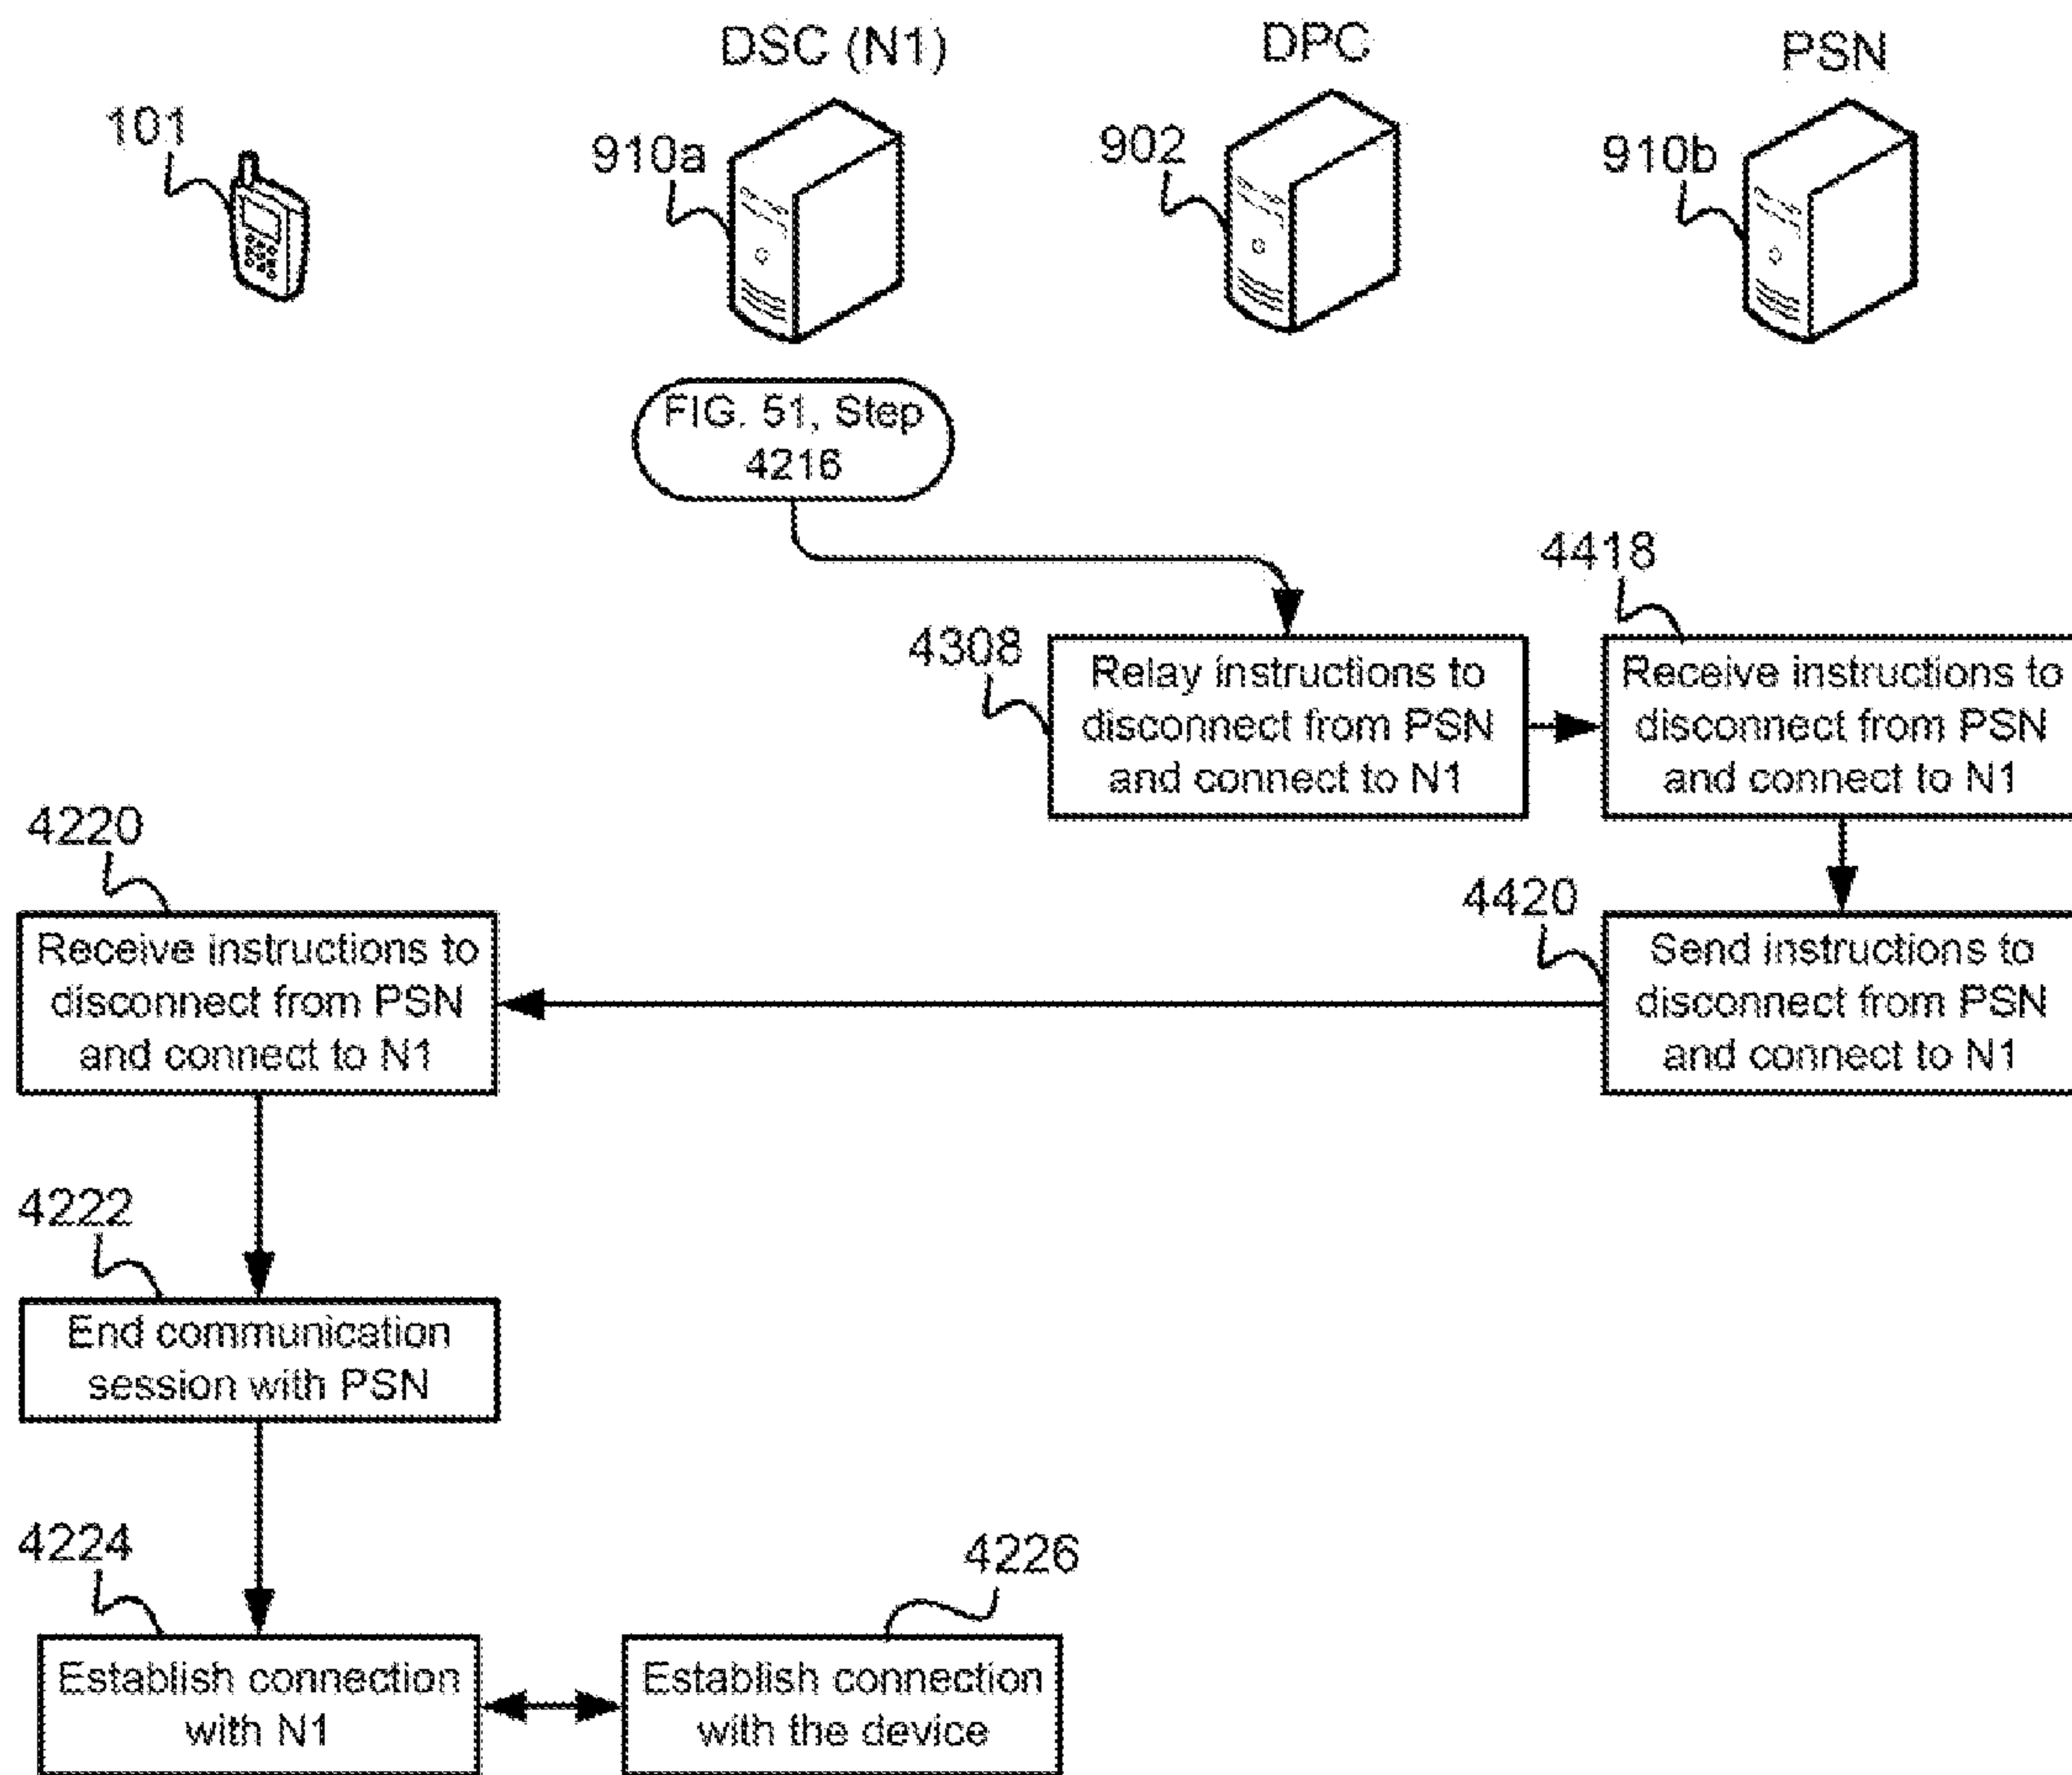 DSC (N1)
DPC
PSN
101
910a
902
910b
FIG. 51, Step
4216
4418
4308
Relay instructions to
disconnect from PSN
and connect to N1
Receive instructions to
disconnect from PSN
and connect to N1
4220
4420
Receive instructions to
disconnect from PSN
and connect to N1
Send instructions to
disconnect from PSN
and connect to N1
4222
End communication
session with PSN
4224
4226
Establish connection
with N1
Establish connection
with the device